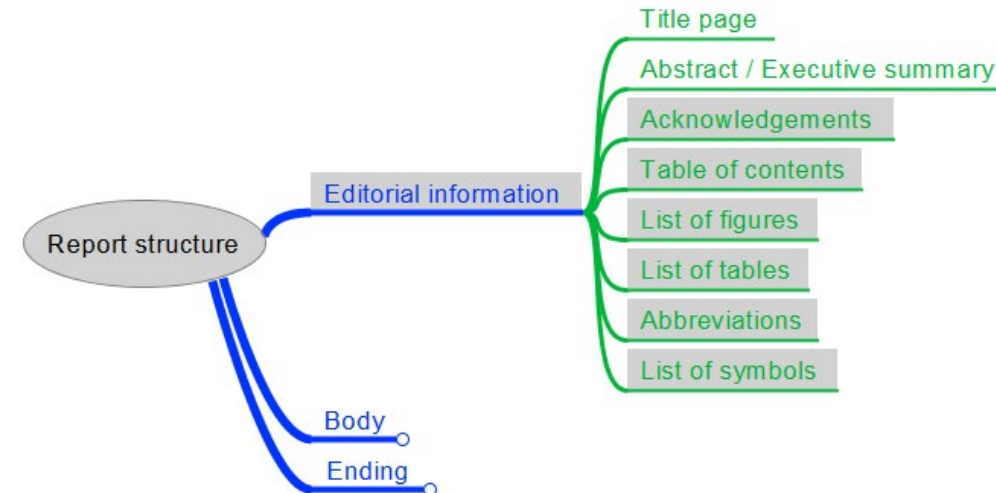 Report structure
Editorial information
Title page
Abstract / Executive summary
Acknowledgements
Table of contents
List of figures
List of tables
Abbreviations
List of symbols
Body
Ending